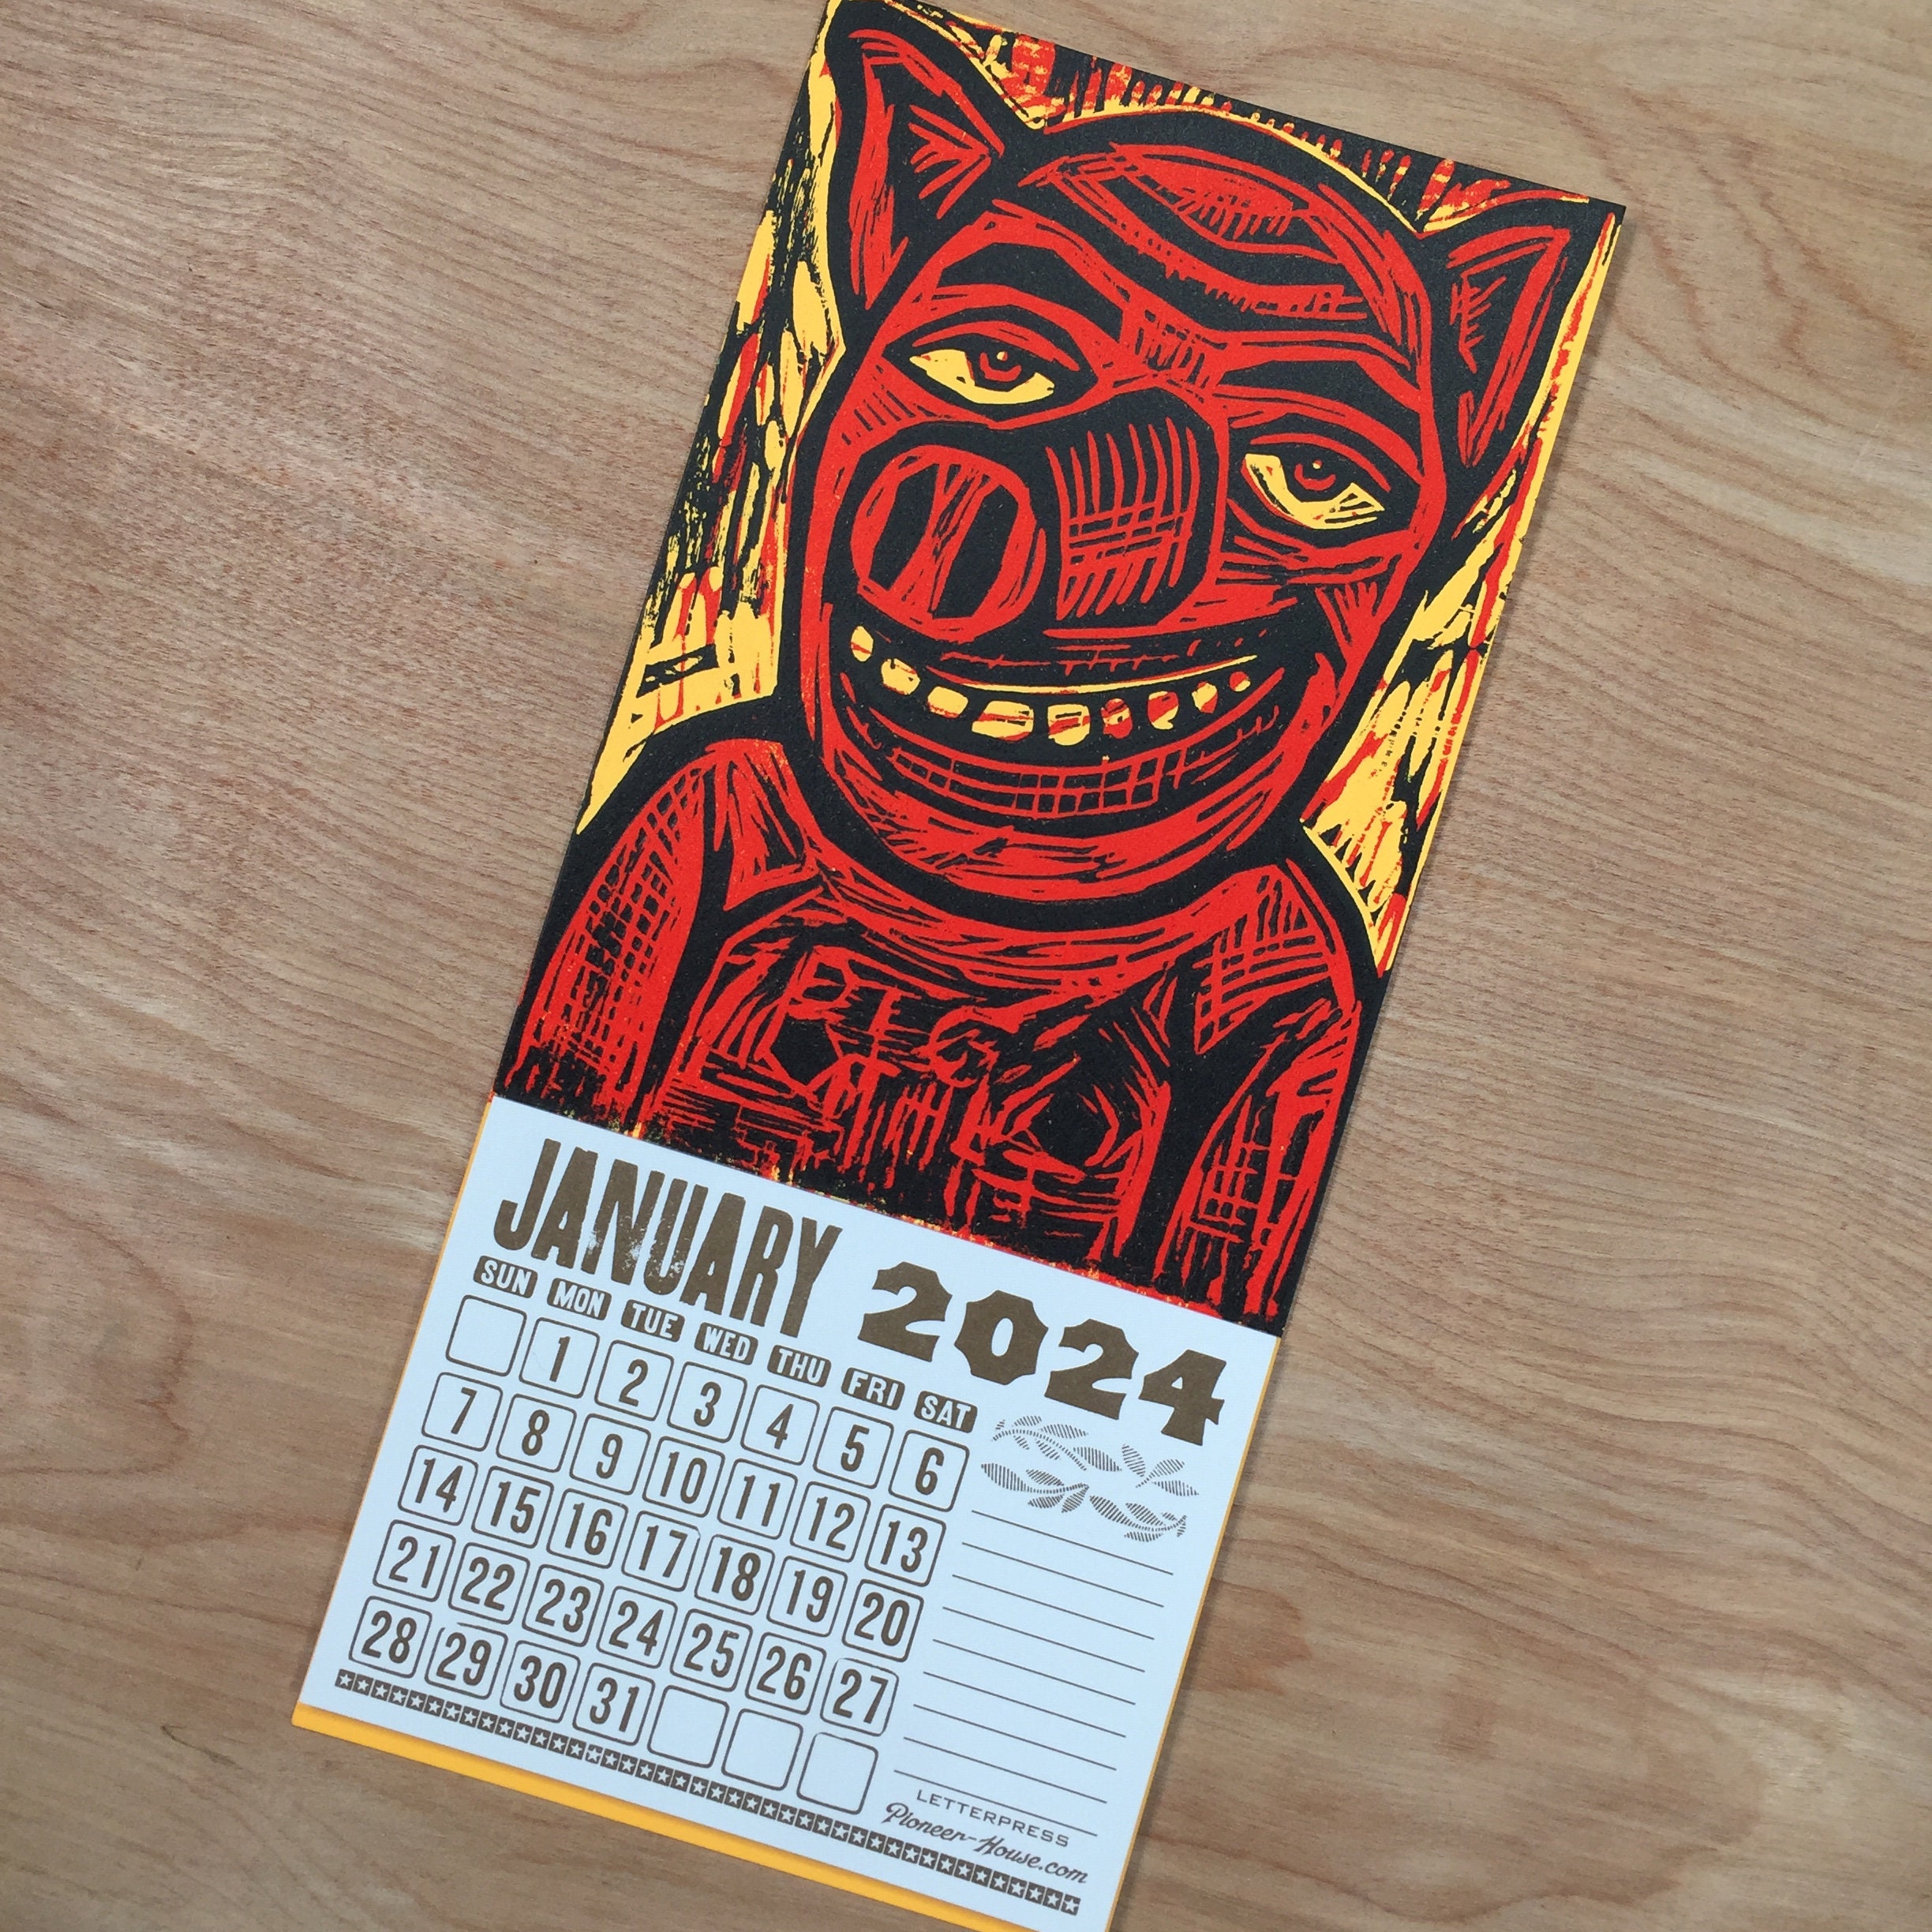 PIG
SMILE
JANUARY 2024
SUN MON TUE WED THU FRI SAT
1 2 3 4 5 6
7 8 9 10 11 12 13
14 15 16 17 18 19 20
21 22 23 24 25 26 27
28 29 30 31
LETTERPRESS
Pioneer-House.com